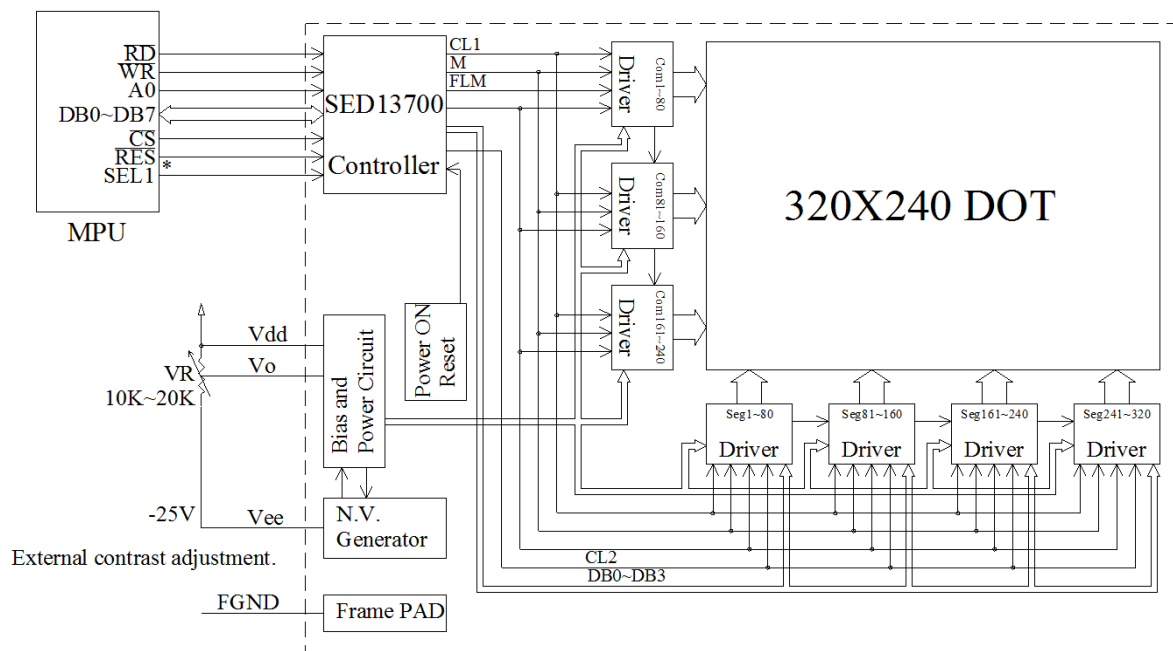 MPU
RD
WR
A0
DB0~DB7
CS
RES
*
SEL1
SED13700
Controller
CL1
M
FLM
Driver
Com1~80
Driver
Com81~160
Driver
Com161~240
320X240 DOT
Power ON
Reset
Vdd
Vo
VR
10K~20K
Bias and
Power Circuit
-25V
Vee
N.V.
Generator
External contrast adjustment.
FGND
Frame PAD
Seg1~80
Driver
Seg81~160
Driver
Seg161~240
Driver
Seg241~320
Driver
CL2
DB0~DB3